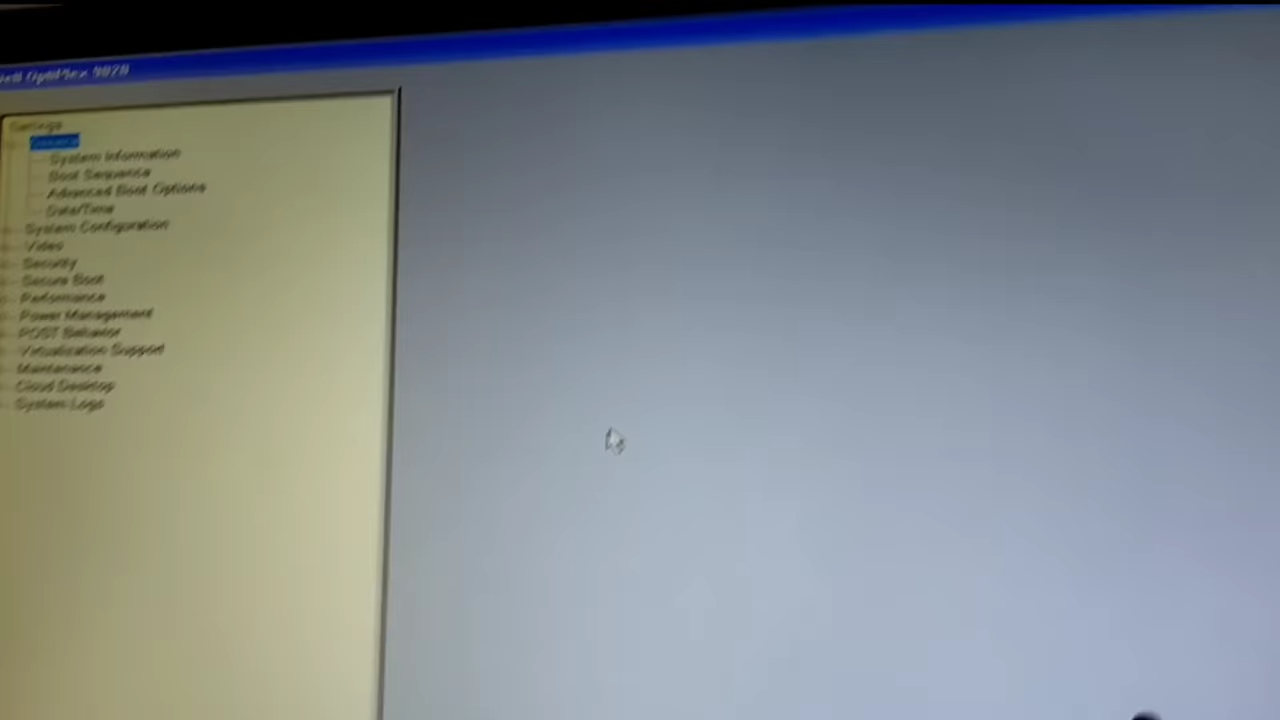 Dell OptiPlex 9020
Settings
General
System Information
Boot Sequence
Advanced Boot Options
Date/Time
System Configuration
Video
Security
Secure Boot
Performance
Power Management
POST Behavior
Virtualization Support
Maintenance
Cloud Desktop
System Logs